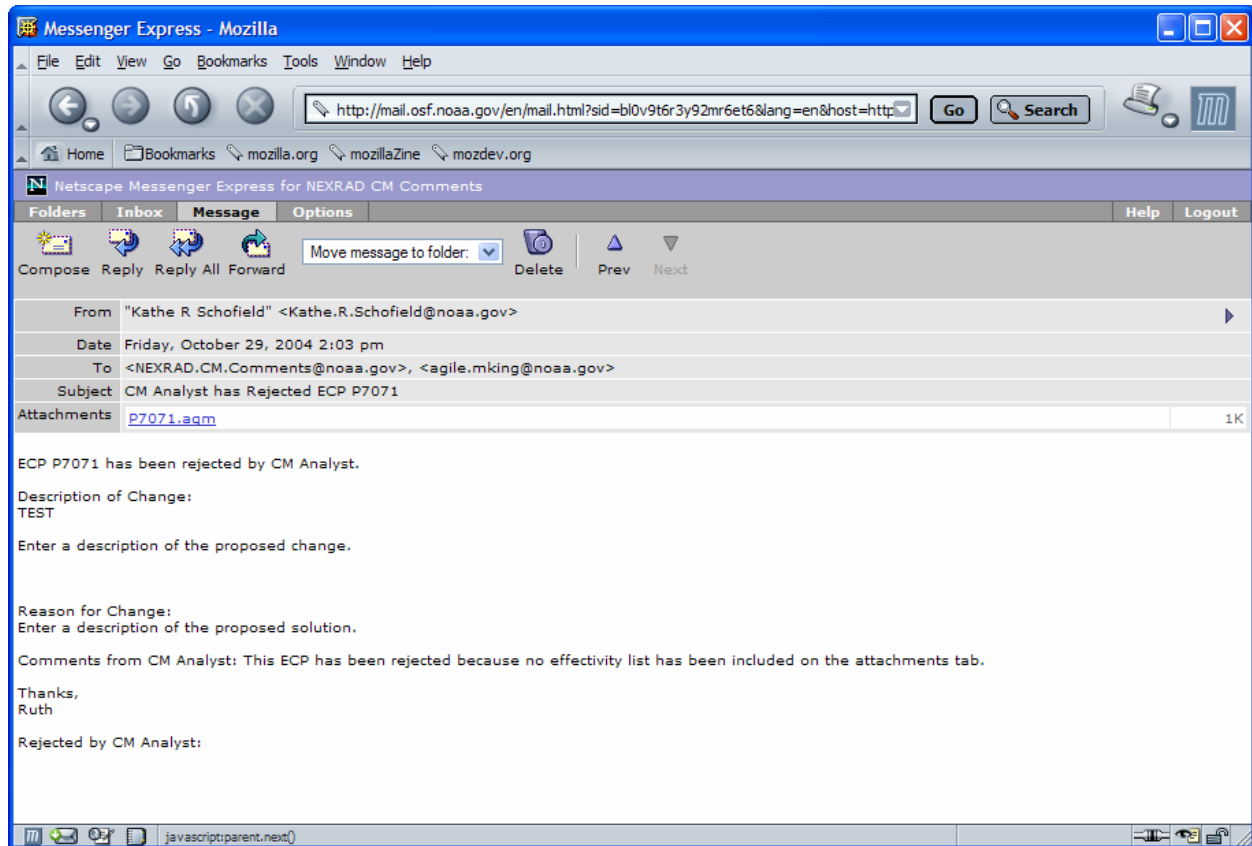 Messenger Express - Mozilla
File Edit View Go Bookmarks Tools Window Help
http://mail.osf.noaa.gov/en/mail.html?sid=bl0v9t6r3y92mr6et6&lang=en&host=http Go Search
Home Bookmarks mozilla.org mozillaZine mozdev.org
N Netscape Messenger Express for NEXRAD CM Comments
Folders Inbox Message Options Help Logout
Move message to folder:
Compose Reply Reply All Forward Delete Prev Next
From "Kathe R Schofield" <Kathe.R.Schofield@noaa.gov>
Date Friday, October 29, 2004 2:03 pm
To <NEXRAD.CM.Comments@noaa.gov>, <agile.mking@noaa.gov>
Subject CM Analyst has Rejected ECP P7071
Attachments P7071.aqm 1K
ECP P7071 has been rejected by CM Analyst.
Description of Change:
TEST
Enter a description of the proposed change.
Reason for Change:
Enter a description of the proposed solution.
Comments from CM Analyst: This ECP has been rejected because no effectivity list has been included on the attachments tab.
Thanks,
Ruth
Rejected by CM Analyst:
javascript:parent.next()